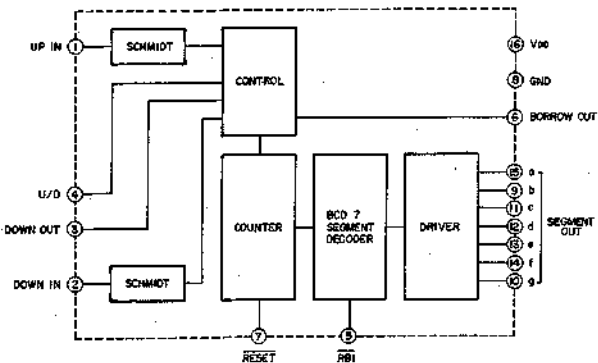 UP IN 1 SCHMIDT
CONTROL
16 VDD
8 GND
6 BORROW OUT
U/D 4
DOWN OUT 3
DOWN IN 2 SCHMIDT
COUNTER
BCD 7
SEGMENT
DECODER
DRIVER
15 a
9 b
11 c
12 d
13 e
14 f
10 g
SEGMENT
OUT
7
RESET
5
RBI